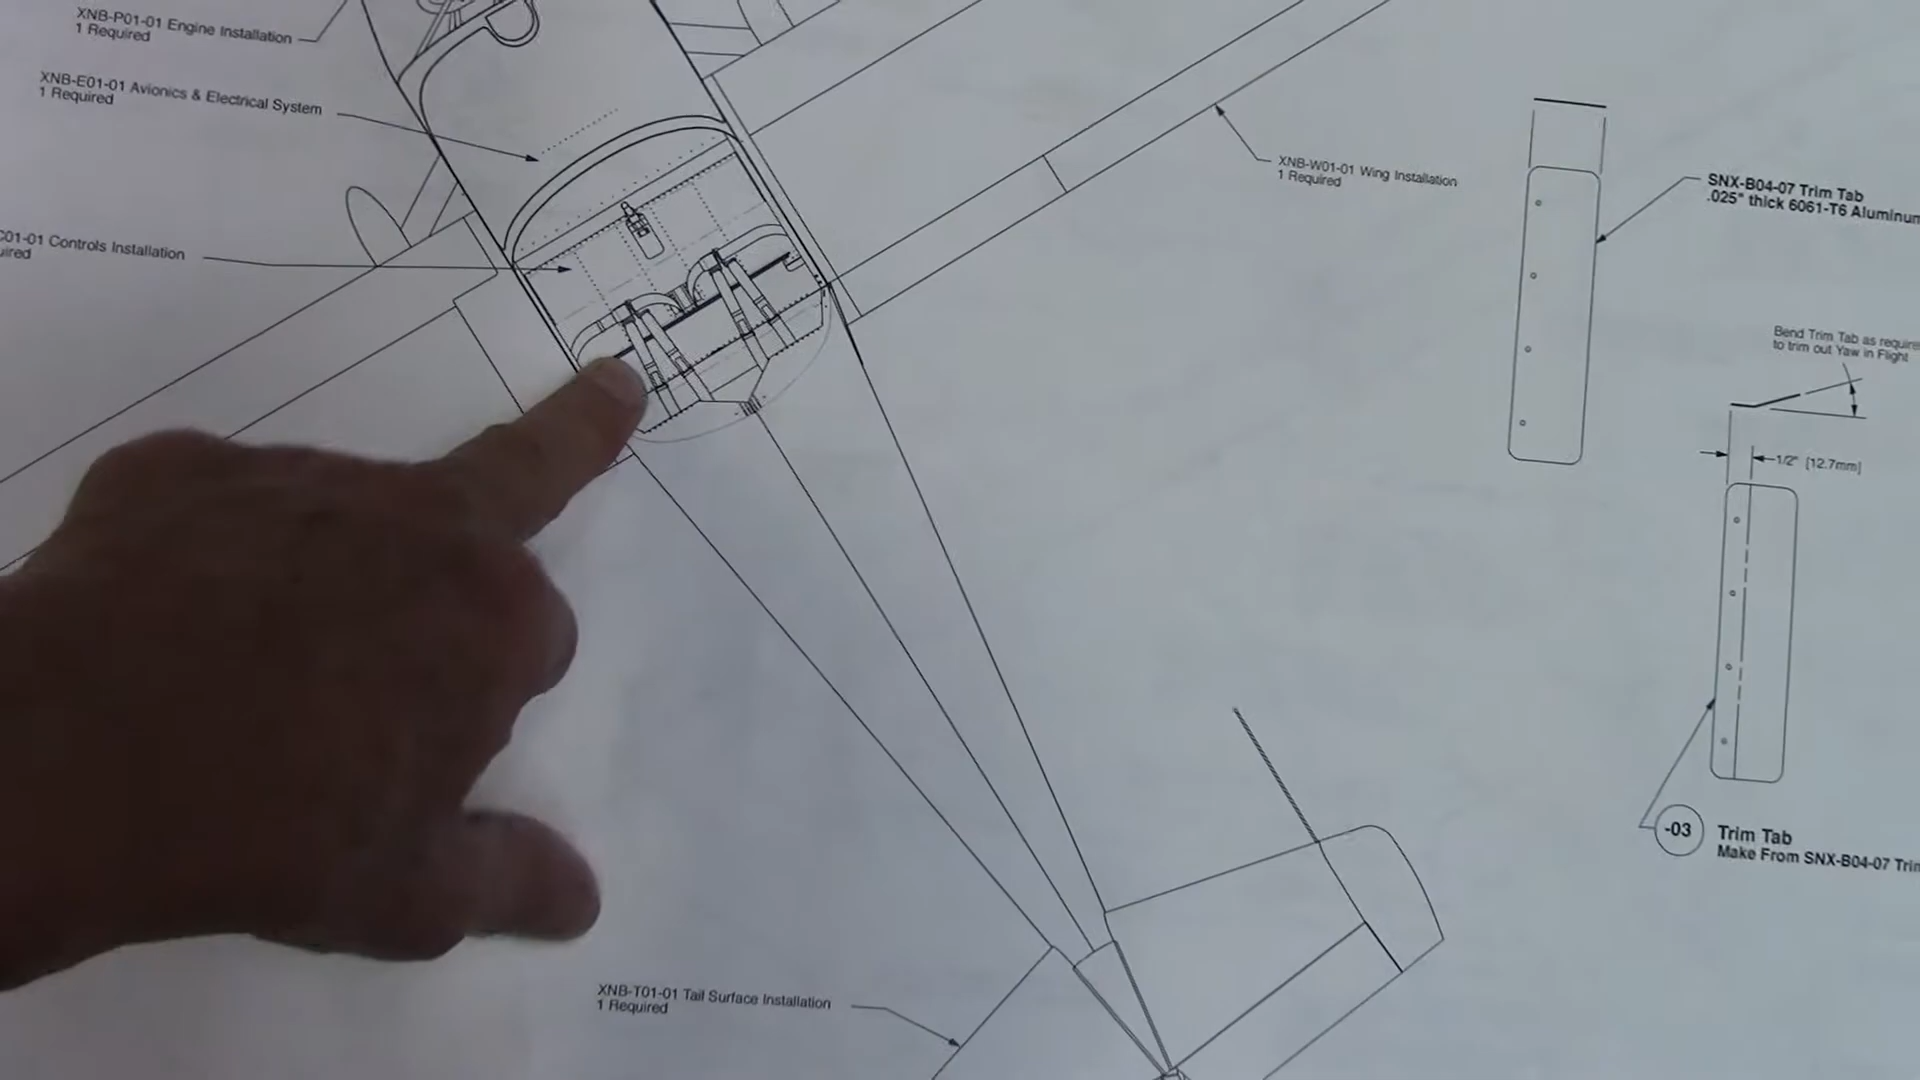 XNB-P01-01 Engine Installation
1 Required
XNB-E01-01 Avionics & Electrical System
1 Required
C01-01 Controls Installation
uired
XNB-W01-01 Wing Installation
1 Required
SNX-B04-07 Trim Tab
.025" thick 6061-T6 Aluminum
Bend Trim Tab as require
to trim out Yaw in Flight
1/2" [12.7mm]
-03
Trim Tab
Make From SNX-B04-07 Trim
XNB-T01-01 Tail Surface Installation
1 Required